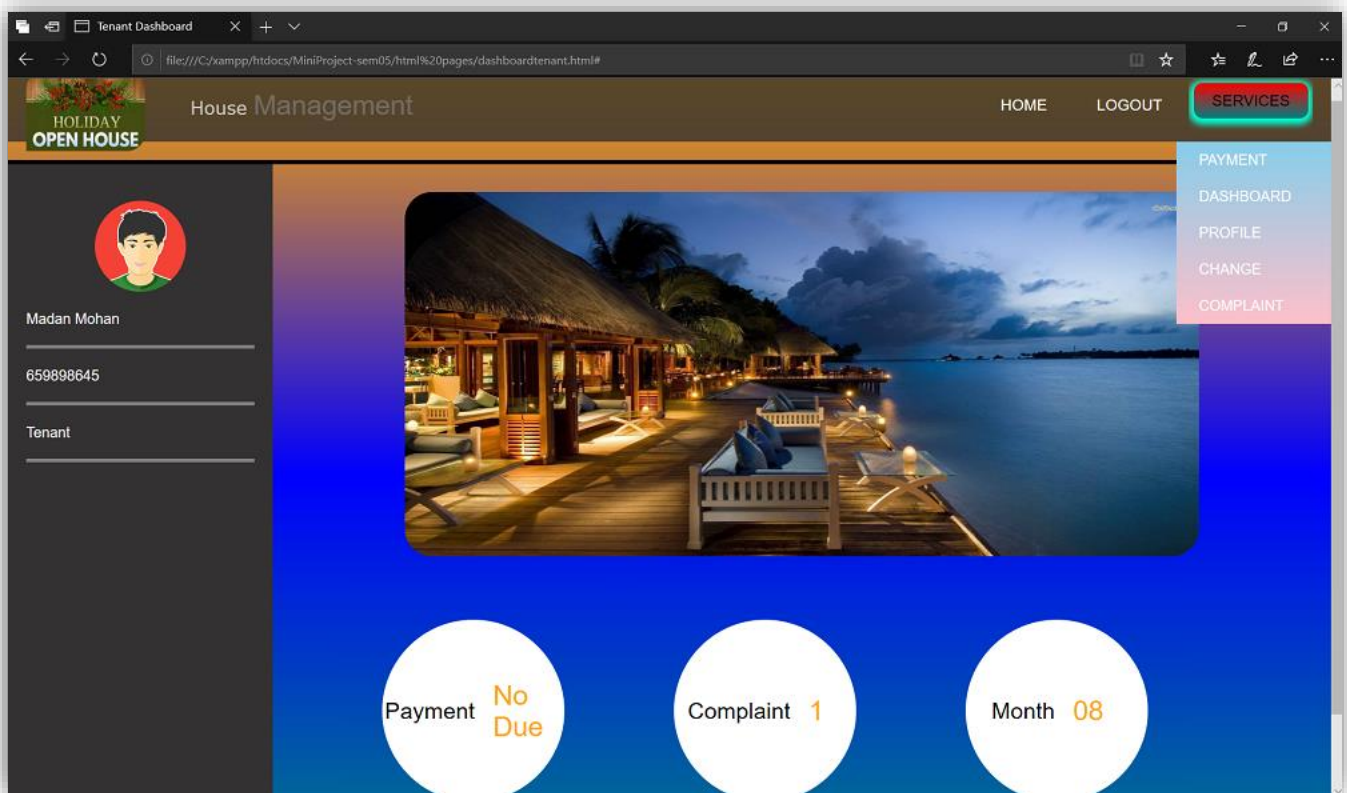 Tenant Dashboard
file:///C:/xampp/htdocs/MiniProject-sem05/html%20pages/dashboardtenant.html#
HOLIDAY
OPEN HOUSE
House Management
HOME LOGOUT SERVICES
PAYMENT
DASHBOARD
PROFILE
CHANGE
COMPLAINT
Madan Mohan
659898645
Tenant
Payment No Due
Complaint 1
Month 08